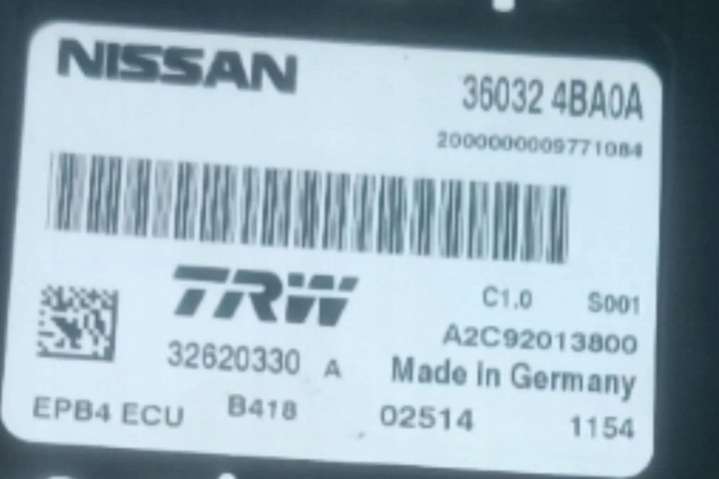 NISSAN
36032 4BA0A
2000000009771084
TRW
C1.0 S001
A2C92013800
32620330 A
Made in Germany
EPB4 ECU B418 02514 1154